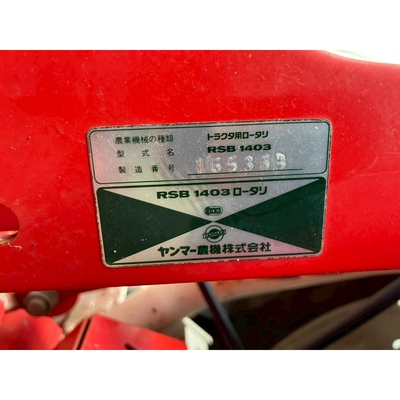 農業機械の種類 トラクタ用ロータリ
型式名 RSB 1403
製造番号
RSB 1403 ロータリ
ヤンマー農機株式会社